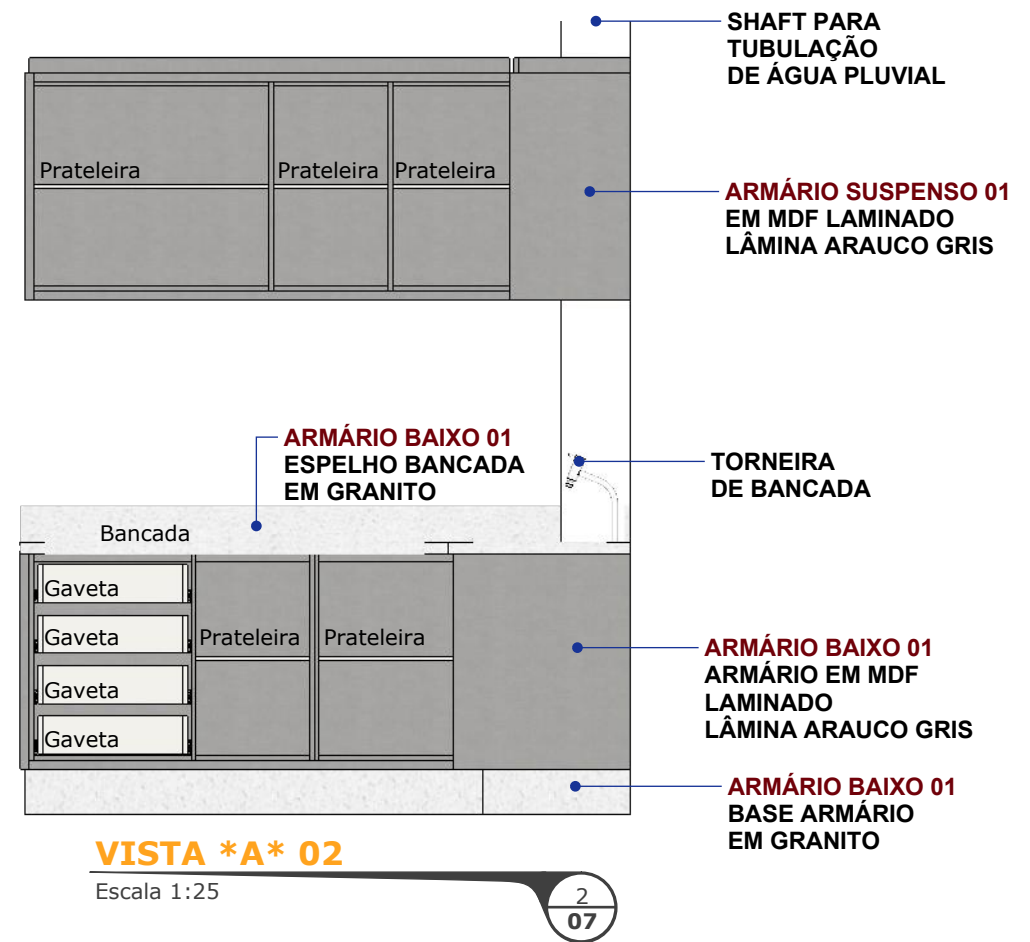 SHAFT PARA
TUBULAÇÃO
DE ÁGUA PLUVIAL
Prateleira
Prateleira
Prateleira
ARMÁRIO SUSPENSO 01
EM MDF LAMINADO
LÂMINA ARAUCO GRIS
ARMÁRIO BAIXO 01
ESPELHO BANCADA
EM GRANITO
TORNEIRA
DE BANCADA
Bancada
Gaveta
Gaveta
Prateleira
Prateleira
Gaveta
Gaveta
ARMÁRIO BAIXO 01
ARMÁRIO EM MDF
LAMINADO
LÂMINA ARAUCO GRIS
ARMÁRIO BAIXO 01
BASE ARMÁRIO
EM GRANITO
VISTA *A* 02
Escala 1:25
2
07